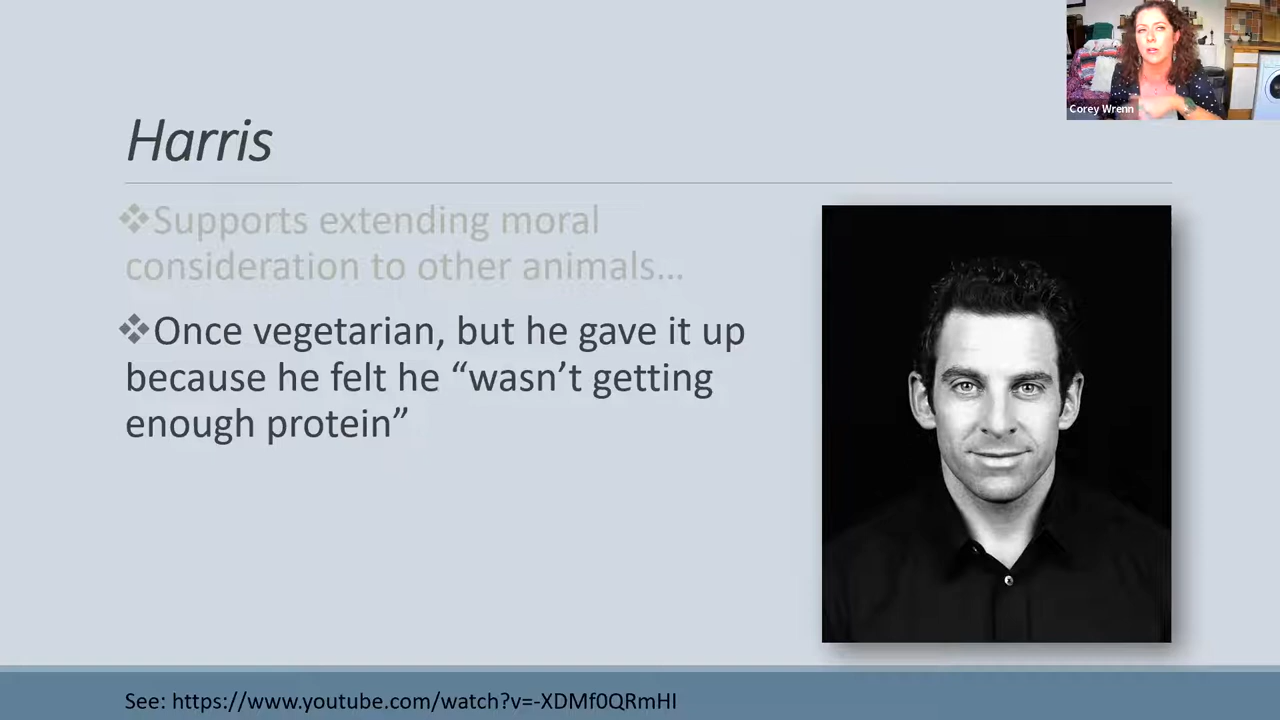 Corey Wrenn
Harris
❖Supports extending moral
consideration to other animals…
❖Once vegetarian, but he gave it up
because he felt he “wasn’t getting
enough protein”
See: https://www.youtube.com/watch?v=-XDMf0QRmHI